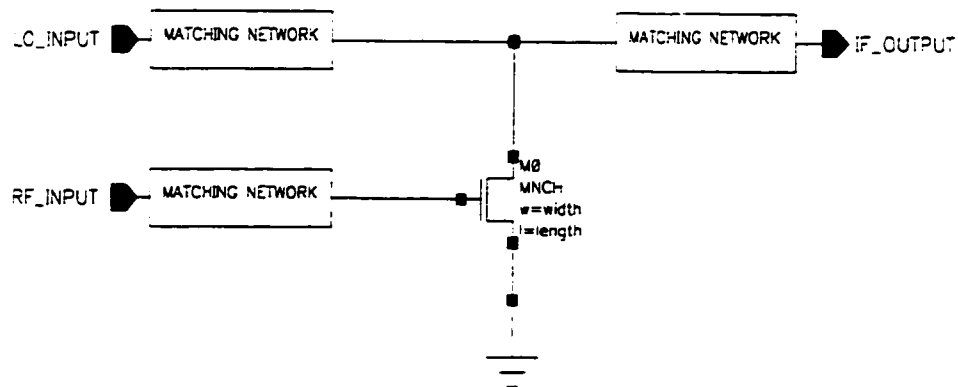 LO_INPUT
MATCHING NETWORK
MATCHING NETWORK
IF_OUTPUT
RF_INPUT
MATCHING NETWORK
M0
MNCH
w=width
l=length